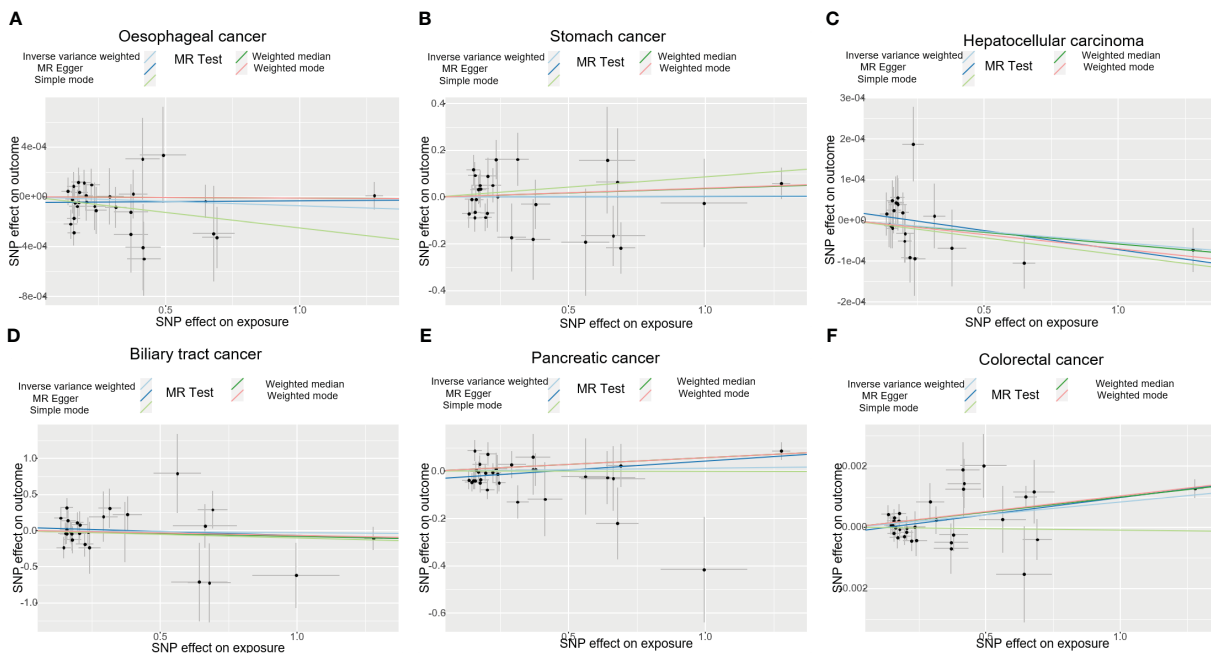 A
Oesophageal cancer
Inverse variance weighted
MR Egger
Simple mode
MR Test
Weighted median
Weighted mode
SNP effect on outcome
4e-04
0e+00
-4e-04
-8e-04
0.5
1.0
SNP effect on exposure
B
Stomach cancer
Inverse variance weighted
MR Egger
Simple mode
MR Test
Weighted median
Weighted mode
SNP effect on outcome
0.4
0.2
0.0
-0.2
-0.4
0.5
1.0
SNP effect on exposure
C
Hepatocellular carcinoma
Inverse variance weighted
MR Egger
Simple mode
MR Test
Weighted median
Weighted mode
SNP effect on outcome
3e-04
2e-04
1e-04
0e+00
-1e-04
-2e-04
0.5
1.0
SNP effect on exposure
D
Biliary tract cancer
Inverse variance weighted
MR Egger
Simple mode
MR Test
Weighted median
Weighted mode
SNP effect on outcome
1.0
0.5
0.0
-0.5
-1.0
0.5
1.0
SNP effect on exposure
E
Pancreatic cancer
Inverse variance weighted
MR Egger
Simple mode
MR Test
Weighted median
Weighted mode
SNP effect on outcome
0.0
-0.2
-0.4
-0.6
0.5
1.0
SNP effect on exposure
F
Colorectal cancer
Inverse variance weighted
MR Egger
Simple mode
MR Test
Weighted median
Weighted mode
SNP effect on outcome
0.002
0.000
0.002
0.5
1.0
SNP effect on exposure